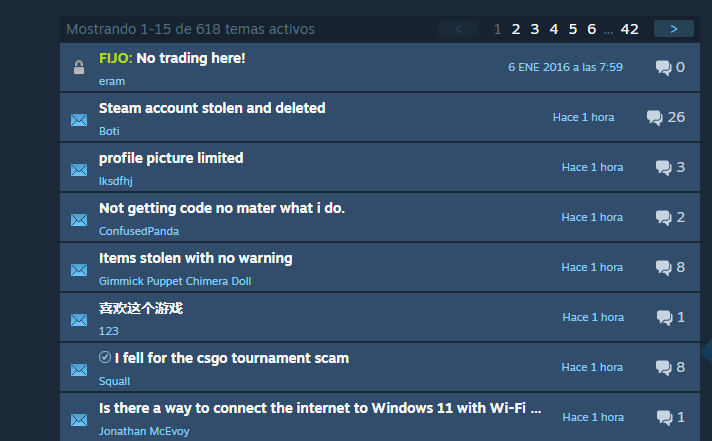 Mostrando 1-15 de 618 temas activos < 1 2 3 4 5 6 ... 42 >
FIJO: No trading here!
eram
6 ENE 2016 a las 7:59
0
Steam account stolen and deleted
Boti
Hace 1 hora
26
profile picture limited
lksdfhj
Hace 1 hora
3
Not getting code no mater what i do.
ConfusedPanda
Hace 1 hora
2
Items stolen with no warning
Gimmick Puppet Chimera Doll
Hace 1 hora
8
喜欢这个游戏
123
Hace 1 hora
1
I fell for the csgo tournament scam
Squall
Hace 1 hora
8
Is there a way to connect the internet to Windows 11 with Wi-Fi ...
Jonathan McEvoy
Hace 1 hora
1